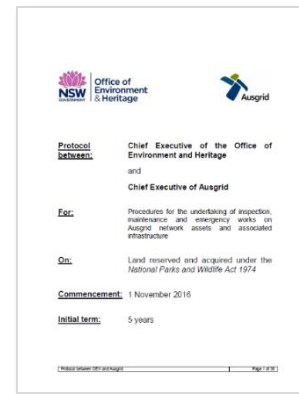 NSW
GOVERNMENT
Office of
Environment
& Heritage
Ausgrid
Protocol between:
Chief Executive of the Office of
Environment and Heritage
and
Chief Executive of Ausgrid
For:
Procedures for the undertaking of inspection,
maintenance and emergency works on
Ausgrid network assets and associated
infrastructure
On:
Land reserved and acquired under the
National Parks and Wildlife Act 1974
Commencement: 1 November 2016
Initial term: 5 years
Protocol between OEH and Ausgrid